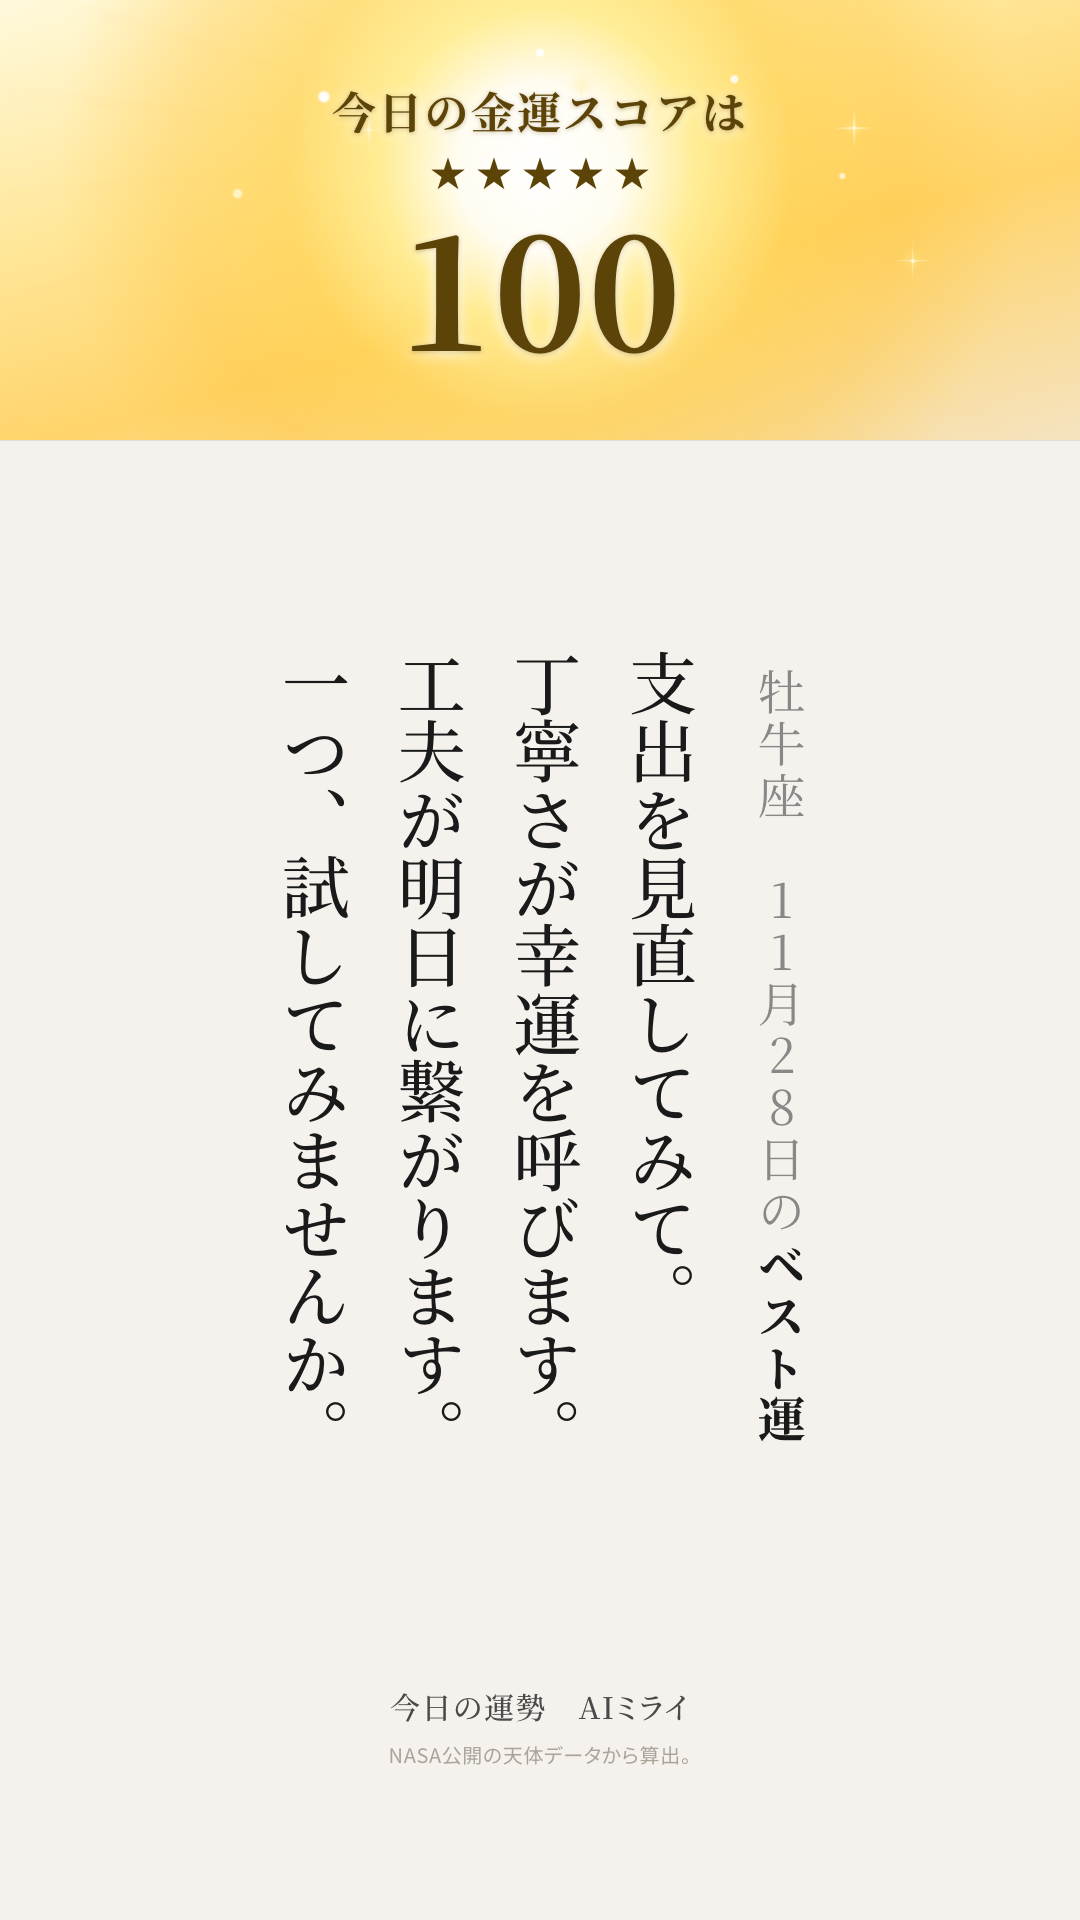 今日の金運スコアは
★★★★★
100
牡牛座　11月28日のベスト運
支出を見直してみて。
丁寧さが幸運を呼びます。
工夫が明日に繋がります。
一つ、試してみませんか。
今日の運勢　AIミライ
NASA公開の天体データから算出。